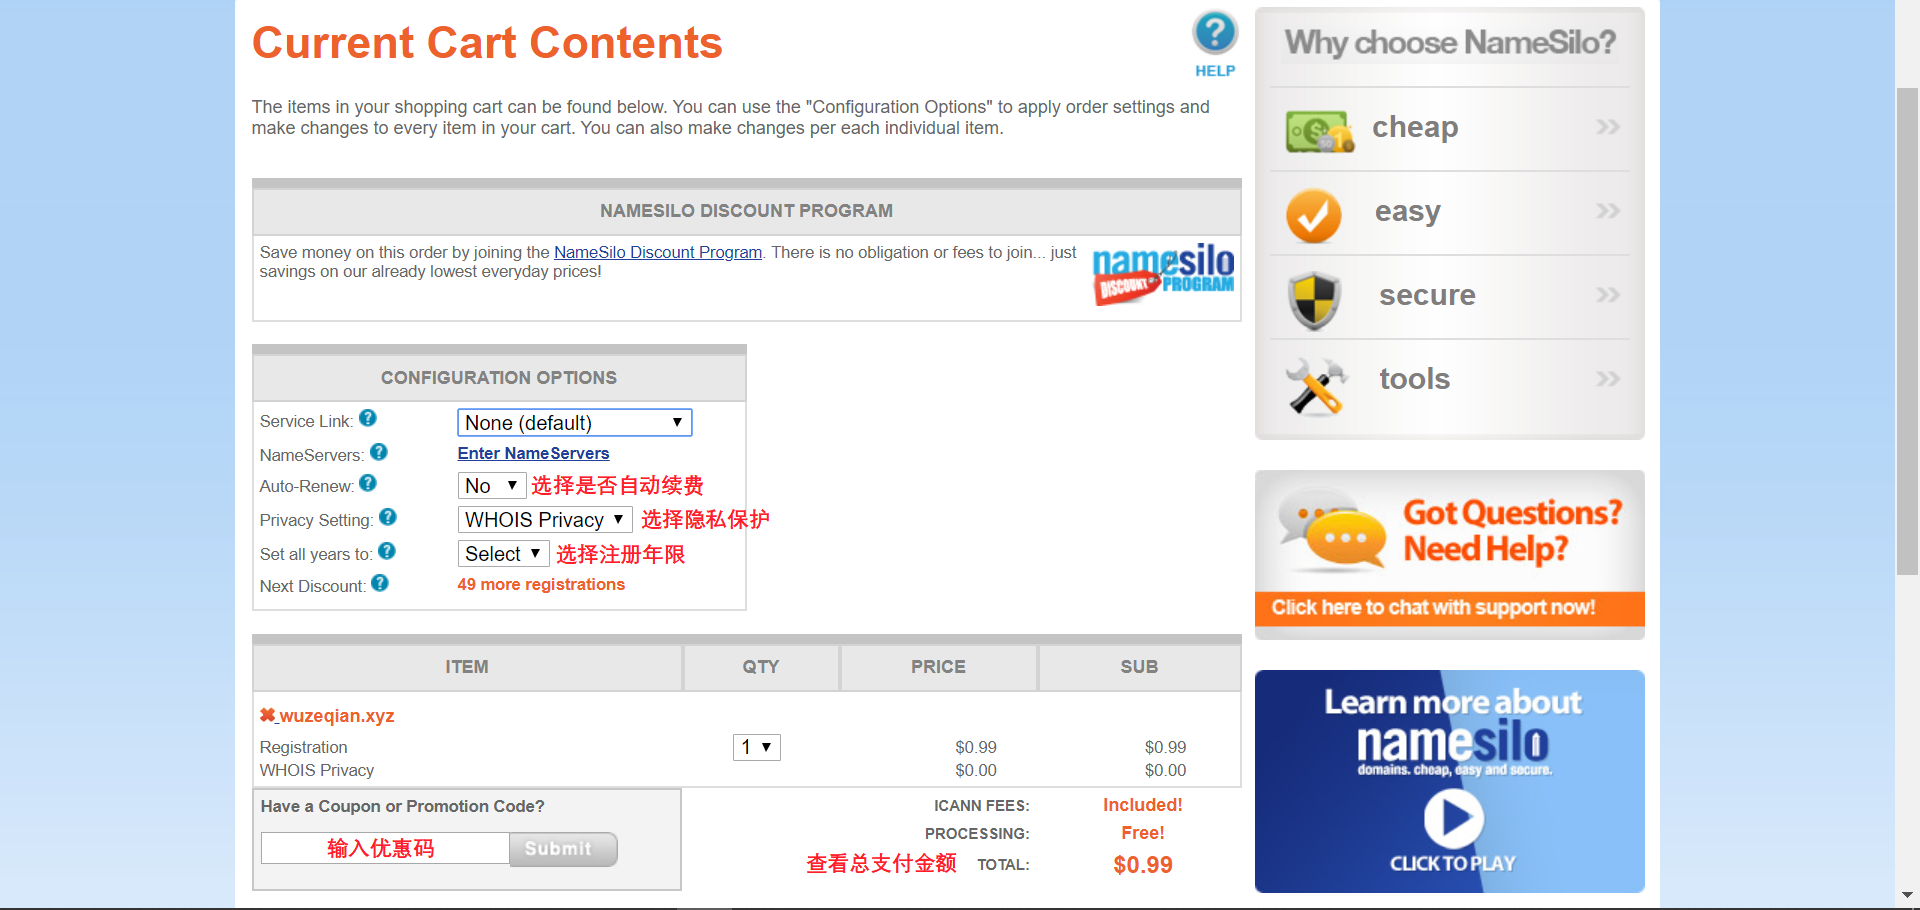 Current Cart Contents
HELP
The items in your shopping cart can be found below. You can use the "Configuration Options" to apply order settings and
make changes to every item in your cart. You can also make changes per each individual item.
NAMESILO DISCOUNT PROGRAM
Save money on this order by joining the NameSilo Discount Program. There is no obligation or fees to join... just
savings on our already lowest everyday prices!
namesilo
DISCOUNT PROGRAM
CONFIGURATION OPTIONS
Service Link: None (default)
NameServers: Enter NameServers
Auto-Renew: No 选择是否自动续费
Privacy Setting: WHOIS Privacy 选择隐私保护
Set all years to: Select 选择注册年限
Next Discount: 49 more registrations
ITEM QTY PRICE SUB
wuzeqian.xyz
Registration 1 $0.99 $0.99
WHOIS Privacy $0.00 $0.00
Have a Coupon or Promotion Code?
输入优惠码 Submit
ICANN FEES: Included!
PROCESSING: Free!
查看总支付金额 TOTAL: $0.99
Why choose NameSilo?
cheap
easy
secure
tools
Got Questions?
Need Help?
Click here to chat with support now!
Learn more about
namesilo
domains. cheap, easy and secure.
CLICK TO PLAY